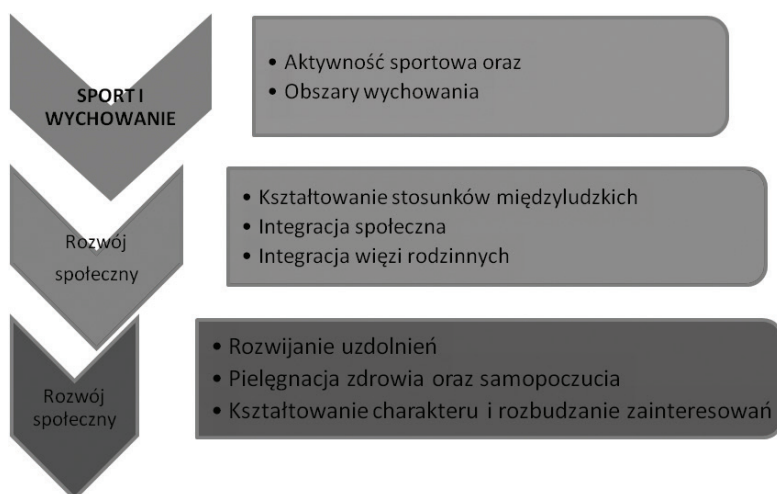 SPORT I
WYCHOWANIE
• Aktywność sportowa oraz
• Obszary wychowania
Rozwój
społeczny
• Kształtowanie stosunków międzyludzkich
• Integracja społeczna
• Integracja więzi rodzinnych
Rozwój
społeczny
• Rozwijanie uzdolnień
• Pielęgnacja zdrowia oraz samopoczucia
• Kształtowanie charakteru i rozbudzanie zainteresowań